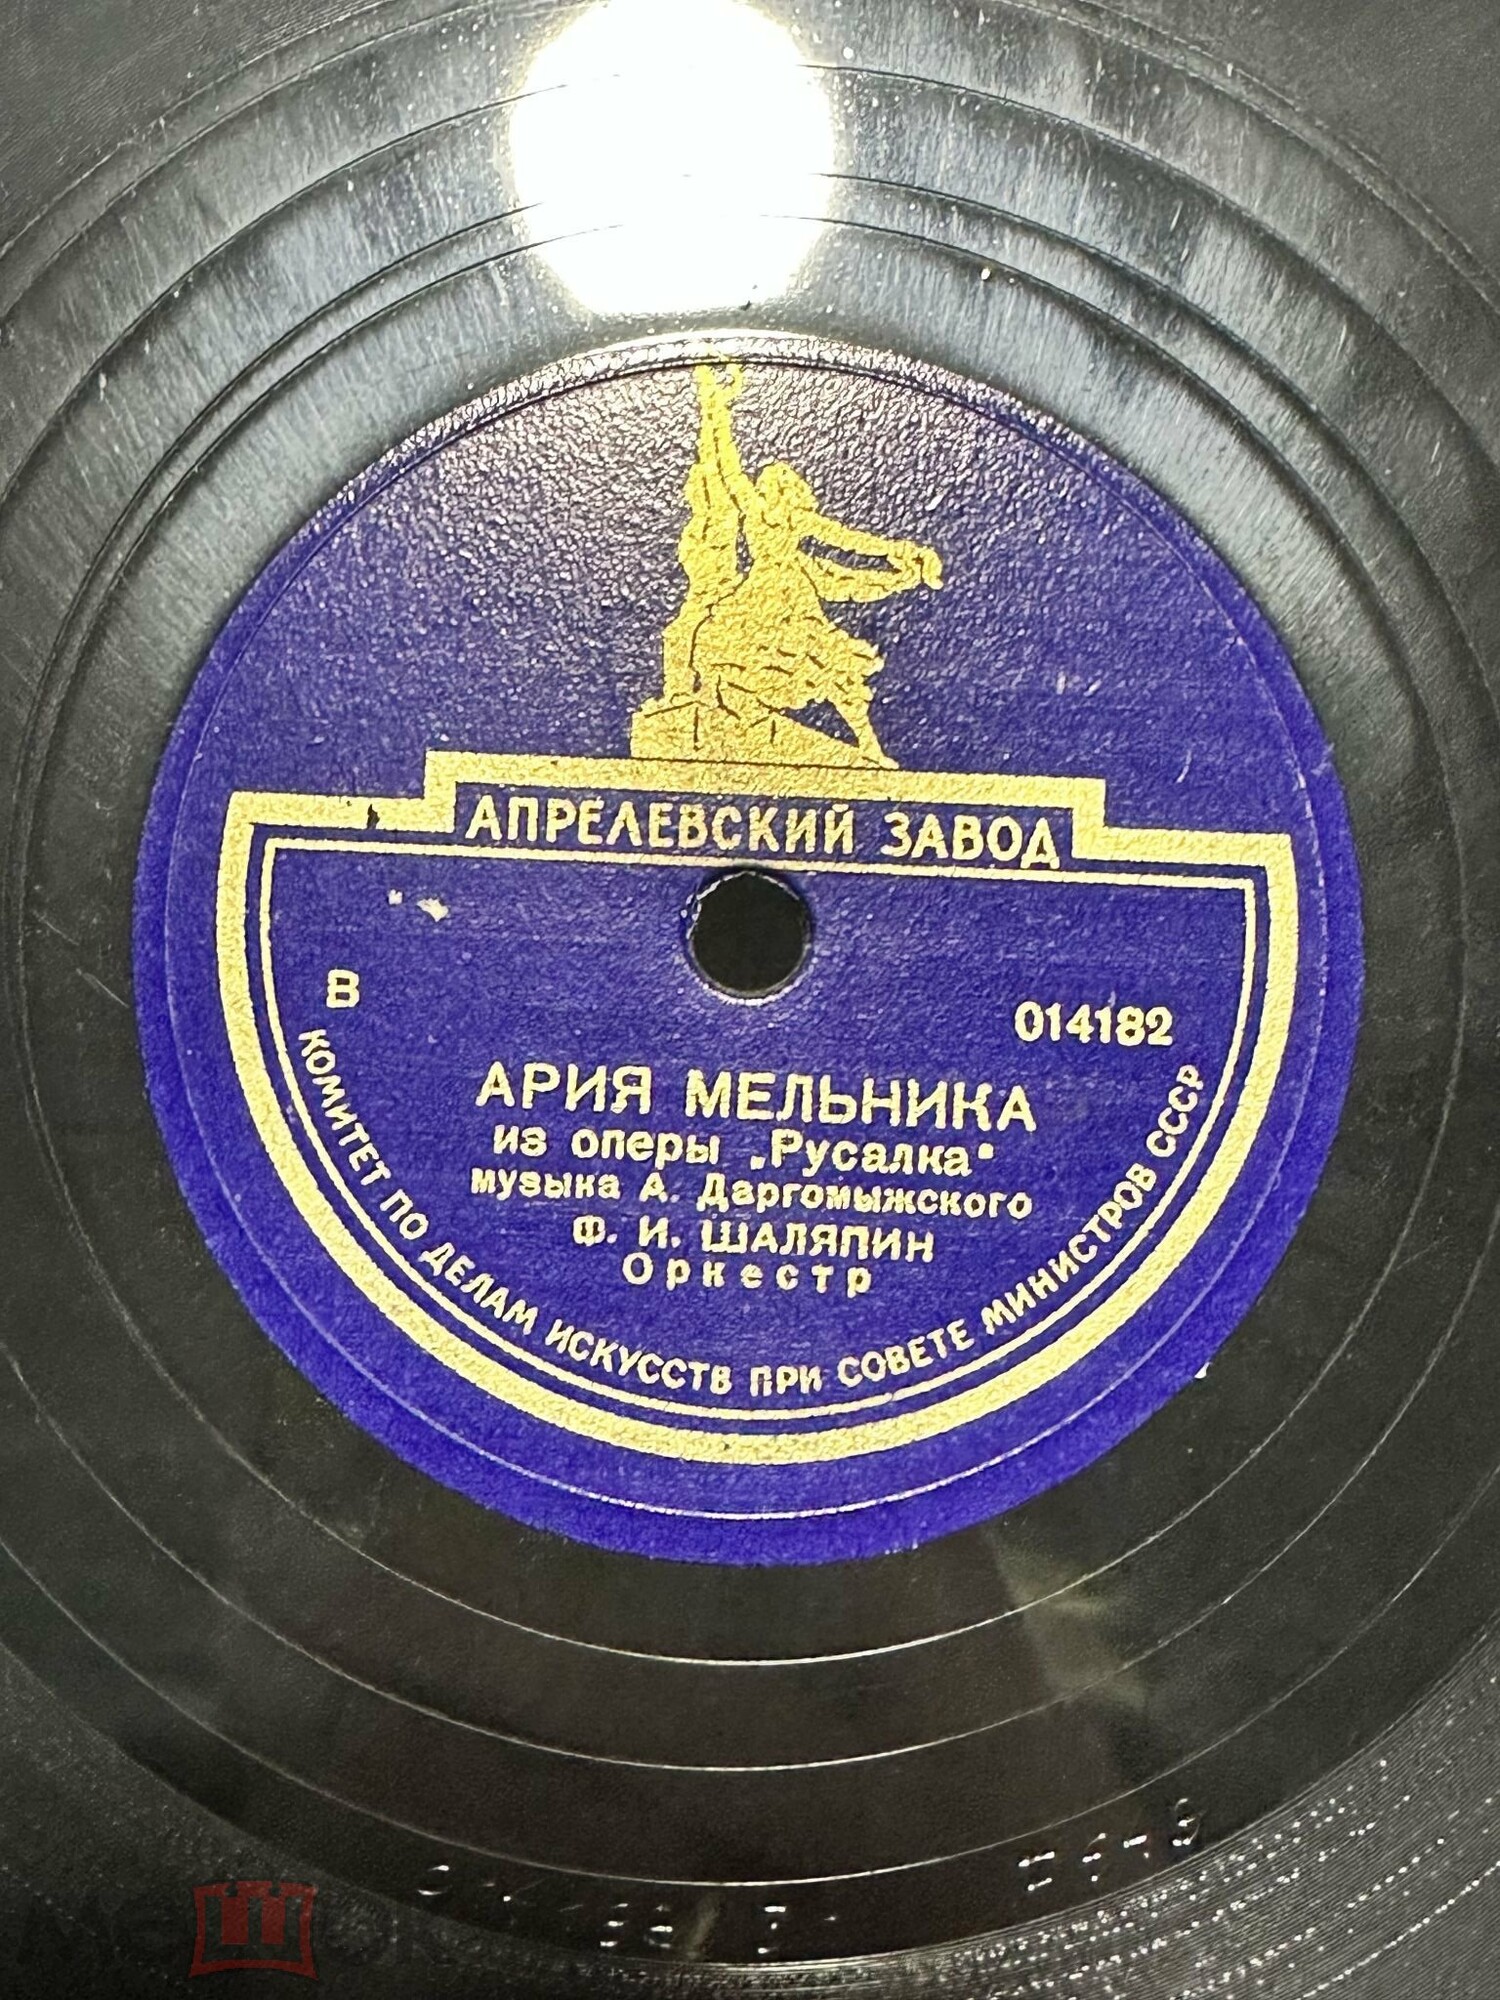 АПРЕЛЕВСКИЙ ЗАВОД
В
014182
АРИЯ МЕЛЬНИКА
из оперы „Русалка“
музыка А. Даргомыжского
Ф. И. ШАЛЯПИН
Оркестр
КОМИТЕТ ПО ДЕЛАМ ИСКУССТВ ПРИ СОВЕТЕ МИНИСТРОВ СССР